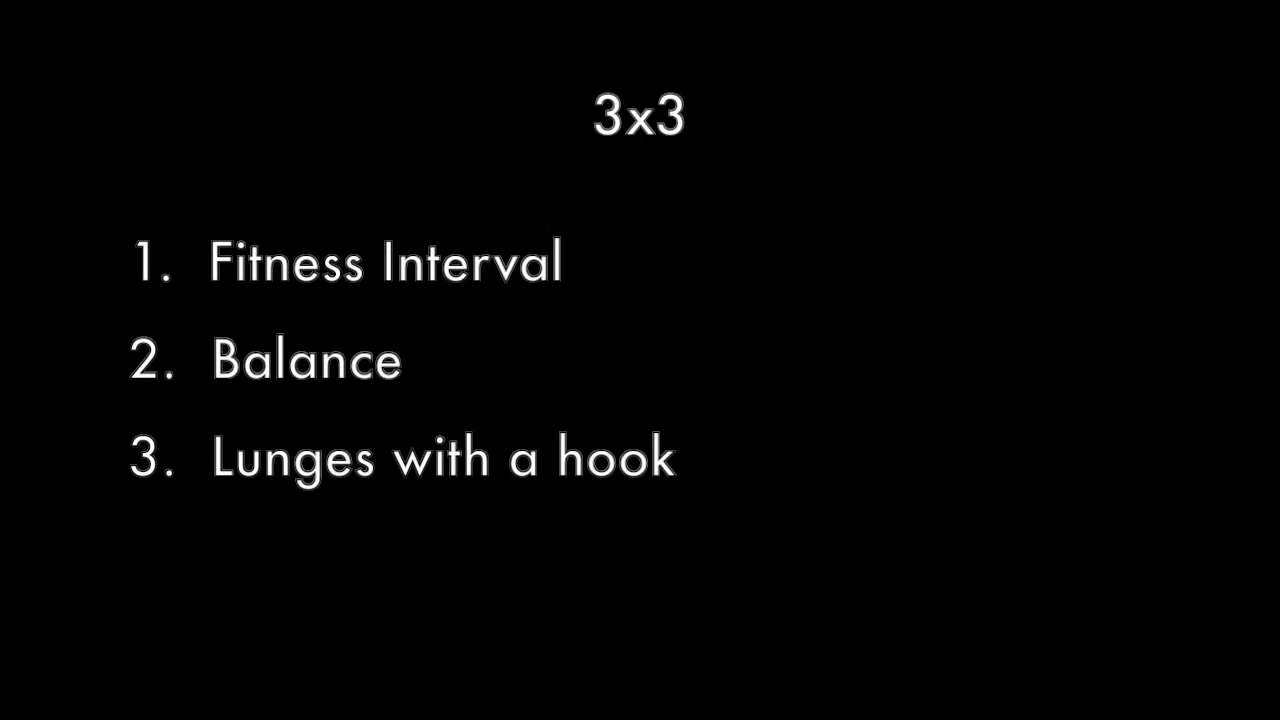 3x3
1. Fitness Interval
2. Balance
3. Lunges with a hook